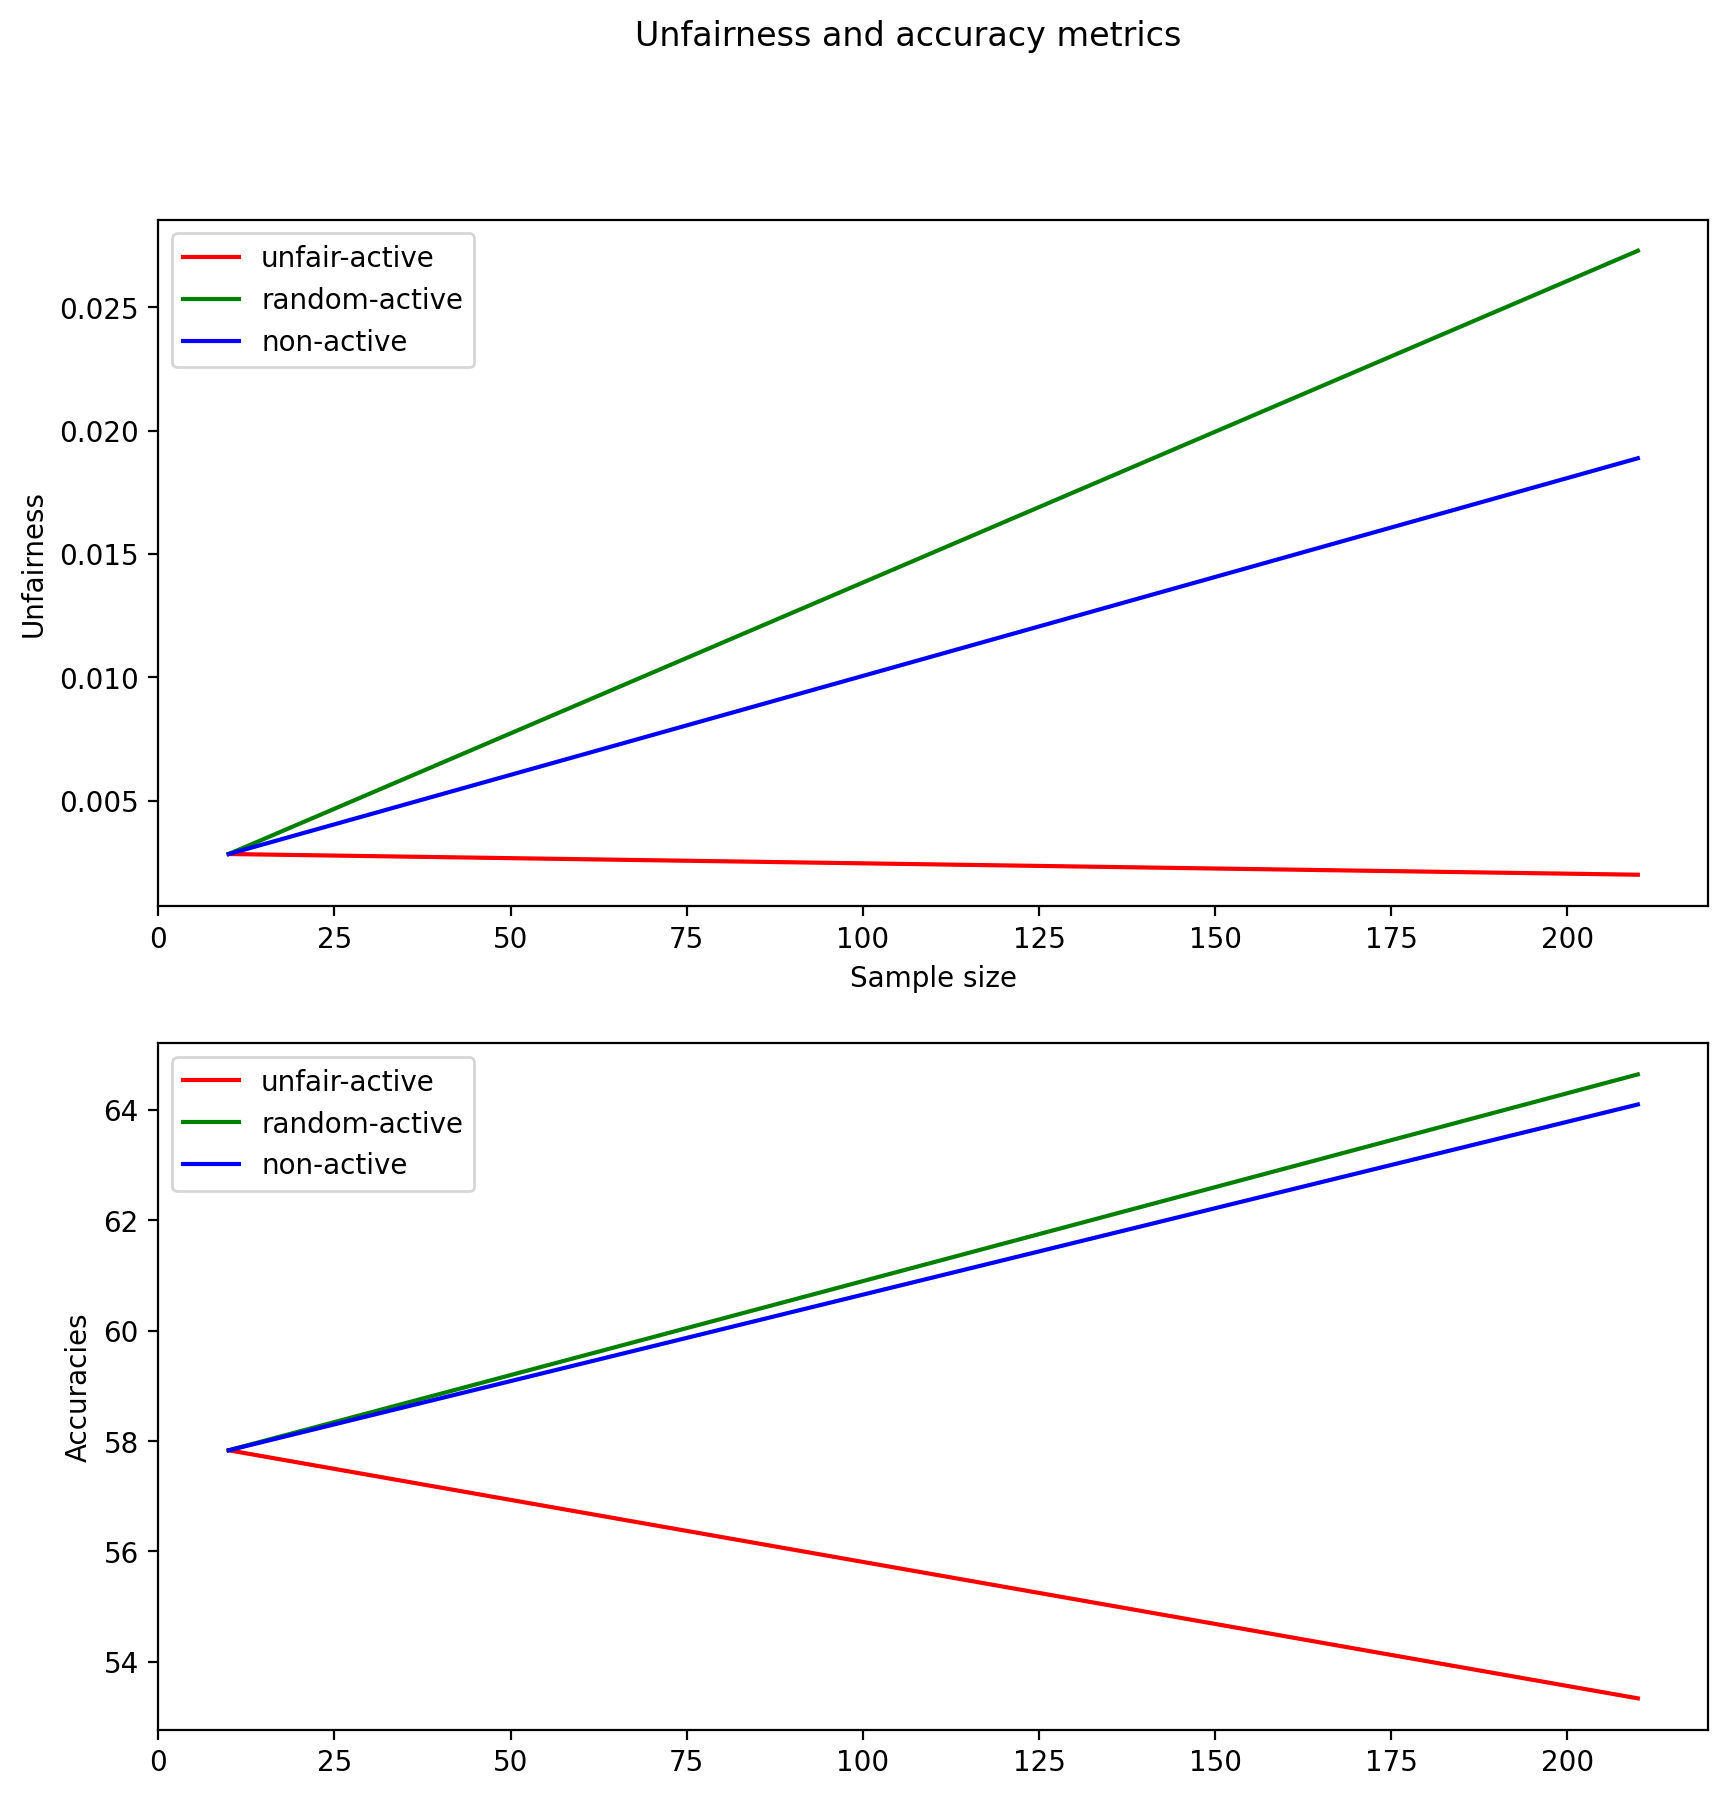 Unfairness and accuracy metrics
unfair-active
random-active
non-active
0.025
0.020
0.015
0.010
0.005
Unfairness
0 25 50 75 100 125 150 175 200
Sample size
unfair-active
random-active
non-active
64
62
60
58
56
54
Accuracies
0 25 50 75 100 125 150 175 200